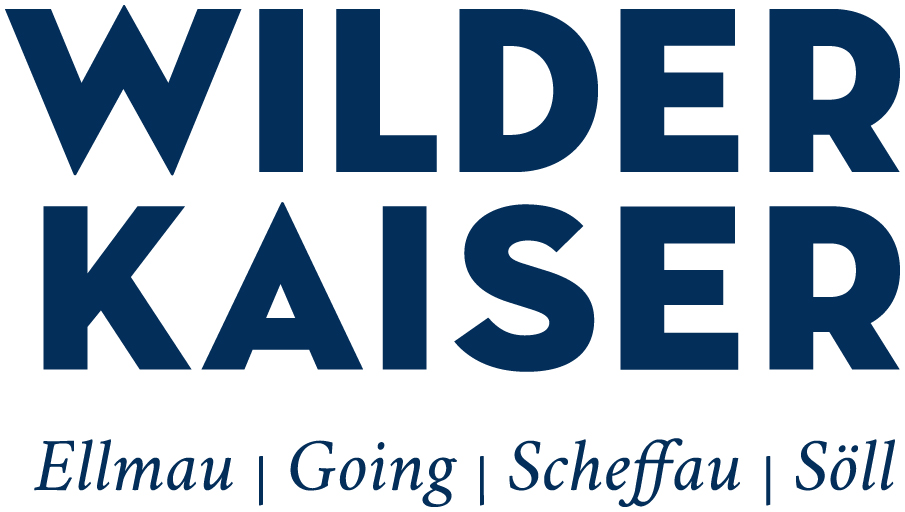 WILDER
KAISER
Ellmau | Going | Scheffau | Söll